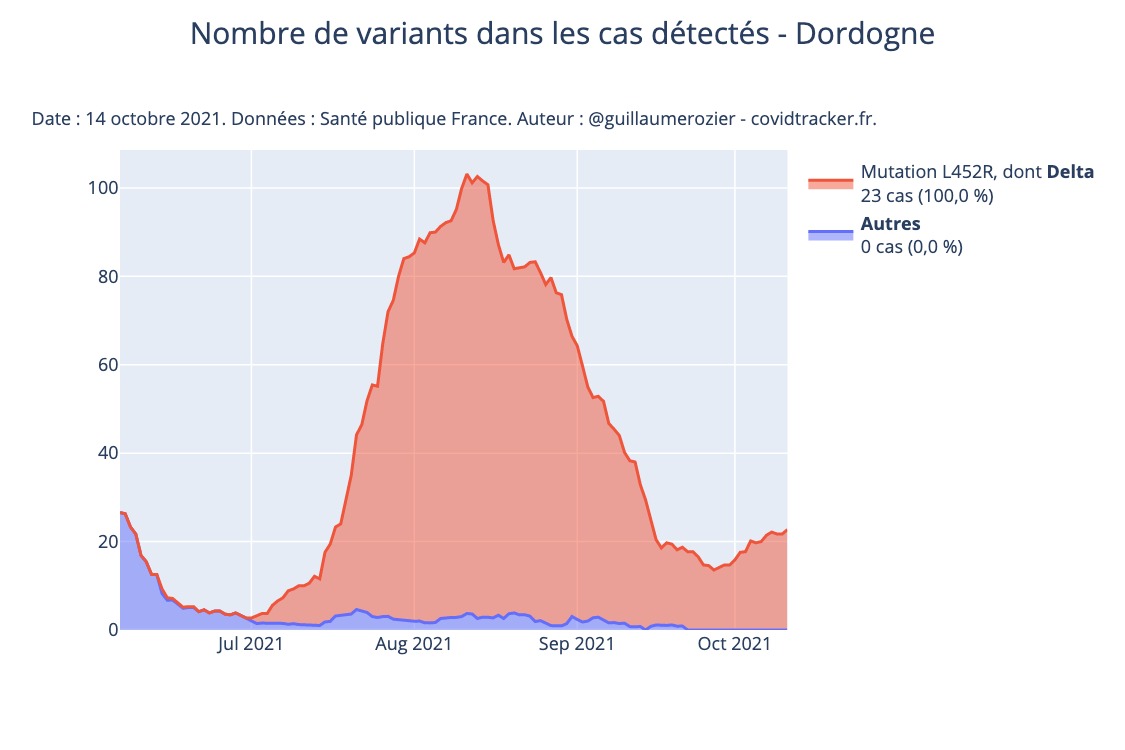 Nombre de variants dans les cas détectés - Dordogne
Date : 14 octobre 2021. Données : Santé publique France. Auteur : @guillaumerozier - covidtracker.fr.
Mutation L452R, dont Delta
23 cas (100,0 %)
Autres
0 cas (0,0 %)
100
80
60
40
20
0
Jul 2021
Aug 2021
Sep 2021
Oct 2021